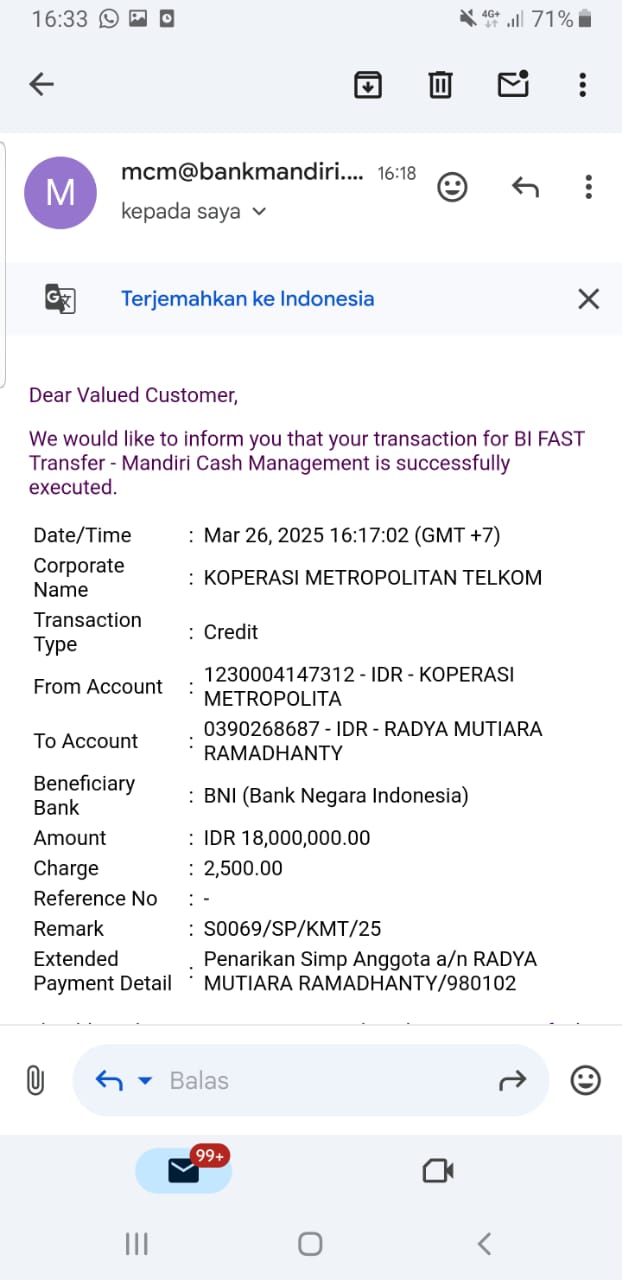 16:33
4G+
71%
M
mcm@bankmandiri.... 16:18
kepada saya
Terjemahkan ke Indonesia
Dear Valued Customer,
We would like to inform you that your transaction for BI FAST
Transfer - Mandiri Cash Management is successfully
executed.
Date/Time : Mar 26, 2025 16:17:02 (GMT +7)
Corporate
Name : KOPERASI METROPOLITAN TELKOM
Transaction
Type : Credit
From Account : 1230004147312 - IDR - KOPERASI
METROPOLITA
To Account : 0390268687 - IDR - RADYA MUTIARA
RAMADHANTY
Beneficiary
Bank : BNI (Bank Negara Indonesia)
Amount : IDR 18,000,000.00
Charge : 2,500.00
Reference No : -
Remark : S0069/SP/KMT/25
Extended
Payment Detail : Penarikan Simp Anggota a/n RADYA
MUTIARA RAMADHANTY/980102
Balas
99+